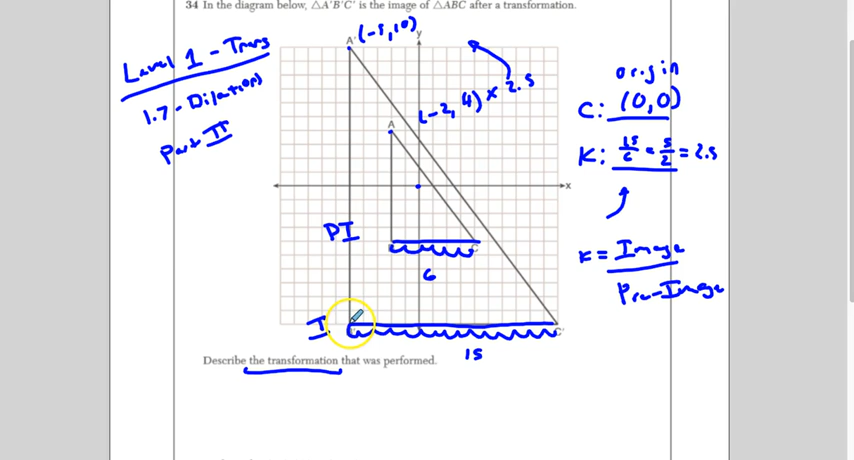 34 In the diagram below, △A'B'C' is the image of △ABC after a transformation.
Level 1 - Trans
1.7 - Dilations
Part II
A' (-5, 10)
y
(-2, 4) × 2.5
A
x
PI
C
6
I
C'
15
origin
C: (0,0)
K: 15/6 = 5/2 = 2.5
K = Image
Pre-Image
Describe the transformation that was performed.